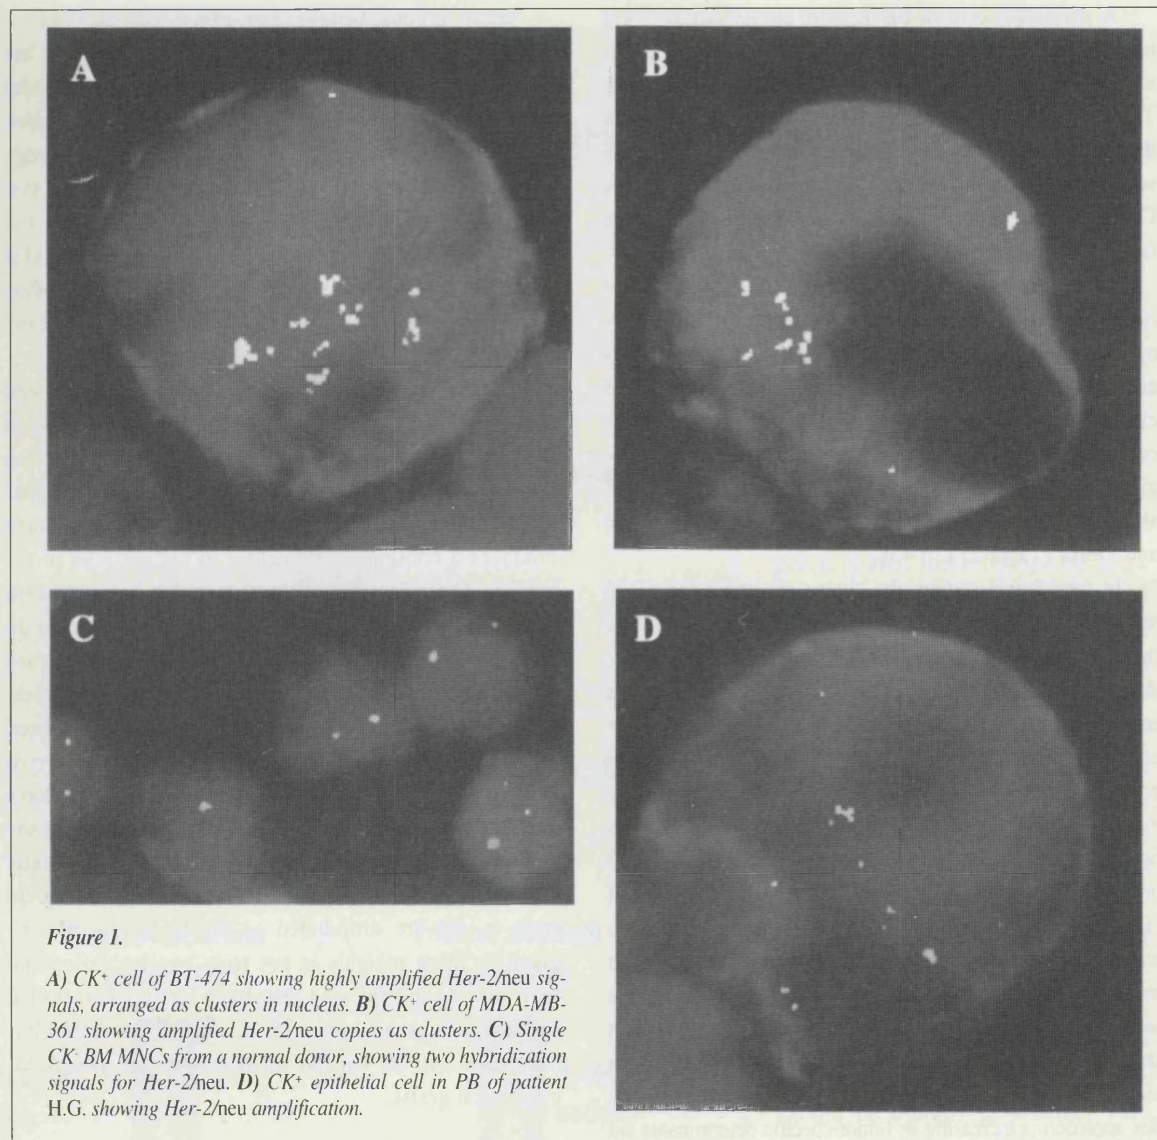 A
B
C
D
Figure 1.
A) CK+ cell of BT-474 showing highly amplified Her-2/neu sig-
nals, arranged as clusters in nucleus. B) CK+ cell of MDA-MB-
361 showing amplified Her-2/neu copies as clusters. C) Single
CK- BM MNCs from a normal donor, showing two hybridization
signals for Her-2/neu. D) CK+ epithelial cell in PB of patient
H.G. showing Her-2/neu amplification.